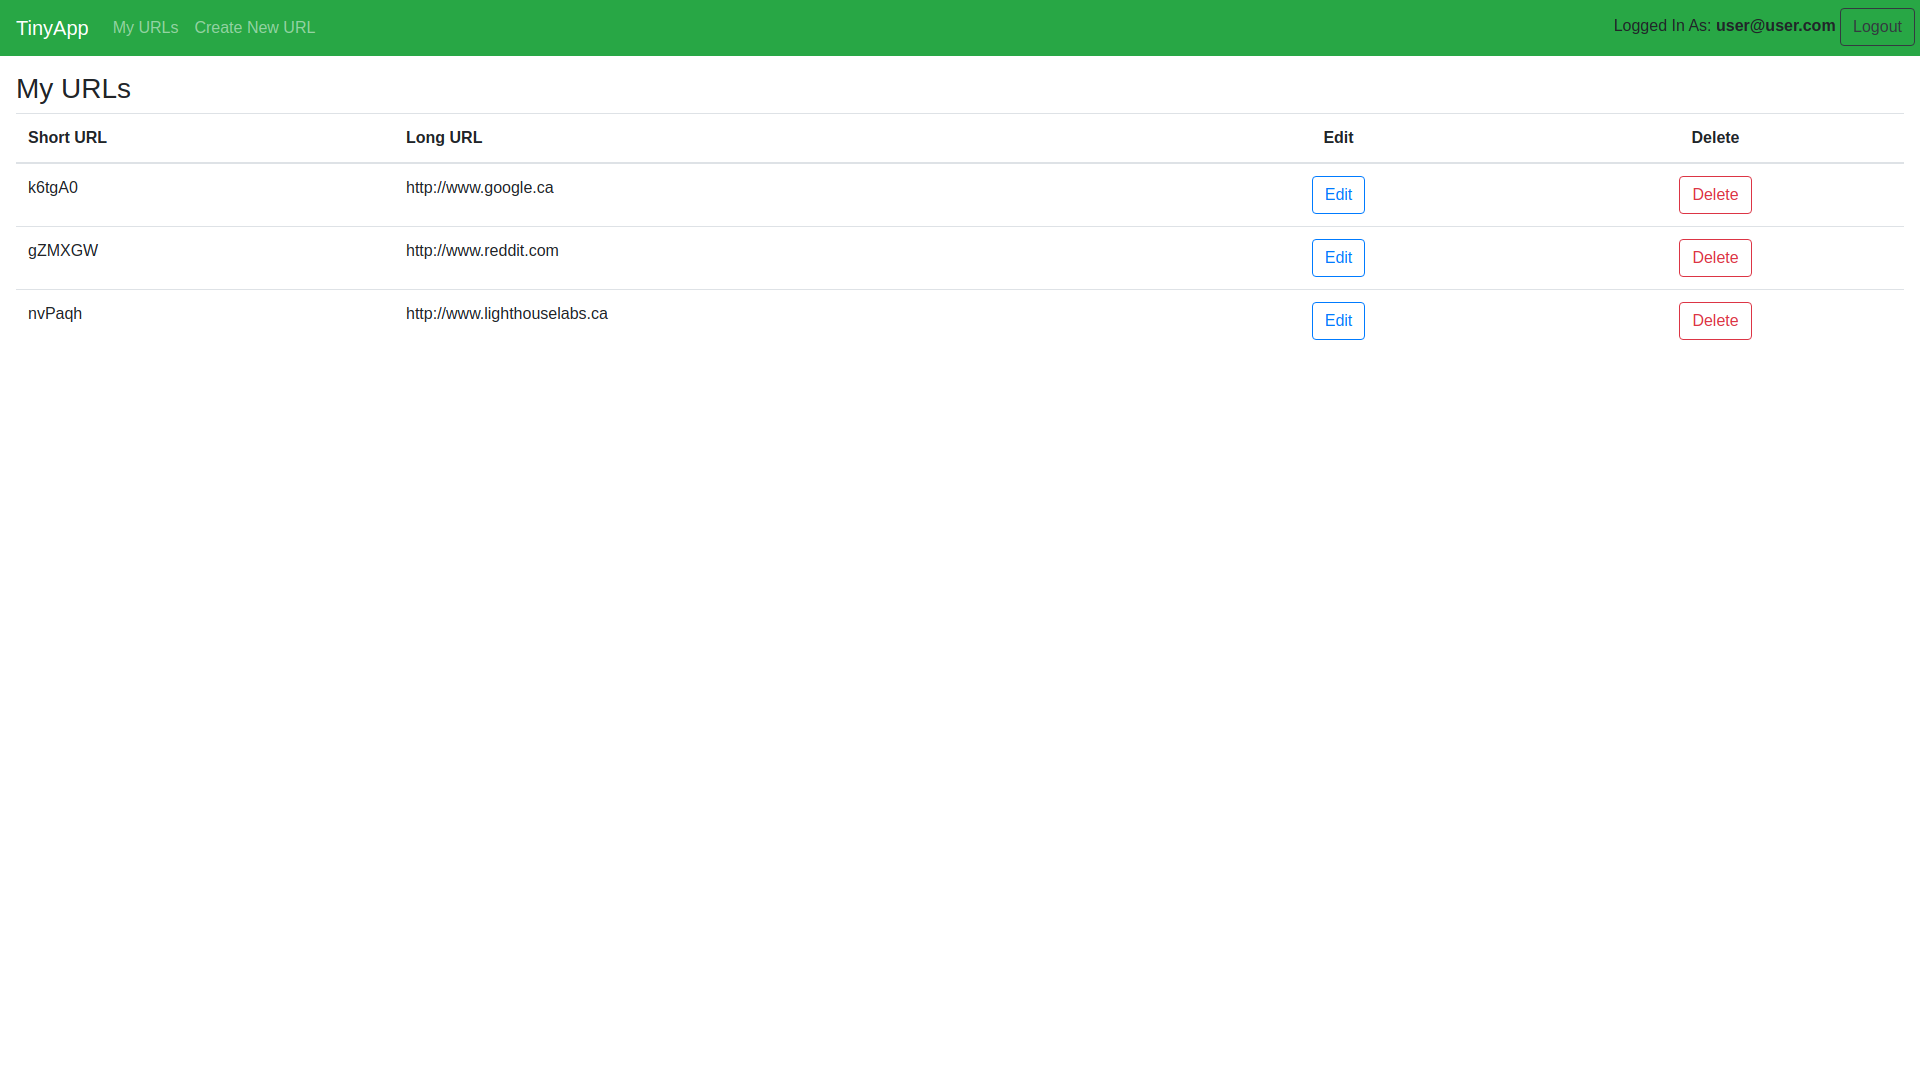 TinyApp My URLs Create New URL Logged In As: user@user.com Logout
My URLs
Short URL Long URL Edit Delete
k6tgA0 http://www.google.ca Edit Delete
gZMXGW http://www.reddit.com Edit Delete
nvPaqh http://www.lighthouselabs.ca Edit Delete